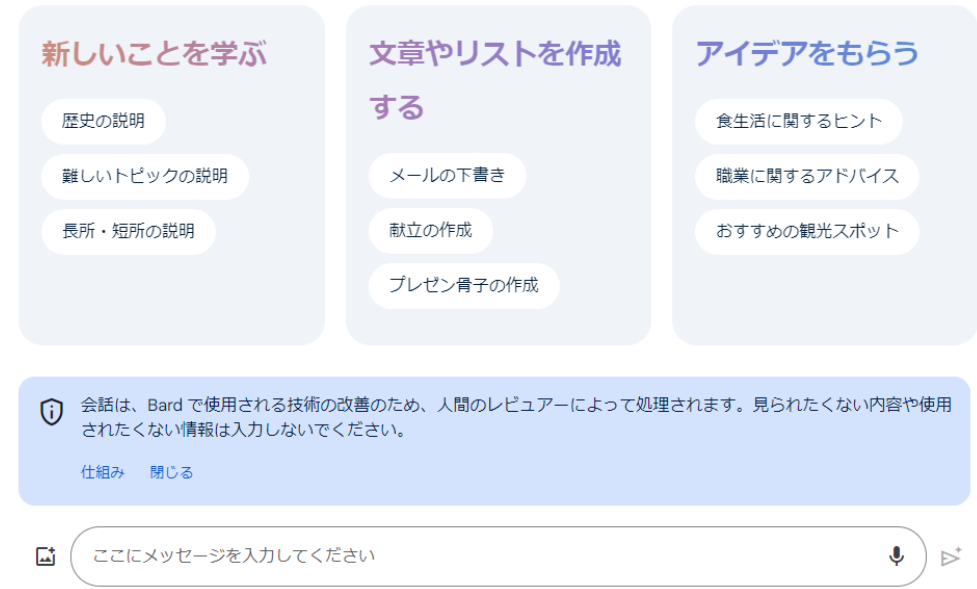 新しいことを学ぶ
歴史の説明
難しいトピックの説明
長所・短所の説明
文章やリストを作成
する
メールの下書き
献立の作成
プレゼン骨子の作成
アイデアをもらう
食生活に関するヒント
職業に関するアドバイス
おすすめの観光スポット
会話は、Bard で使用される技術の改善のため、人間のレビュアーによって処理されます。見られたくない内容や使用
されたくない情報は入力しないでください。
仕組み 閉じる
ここにメッセージを入力してください